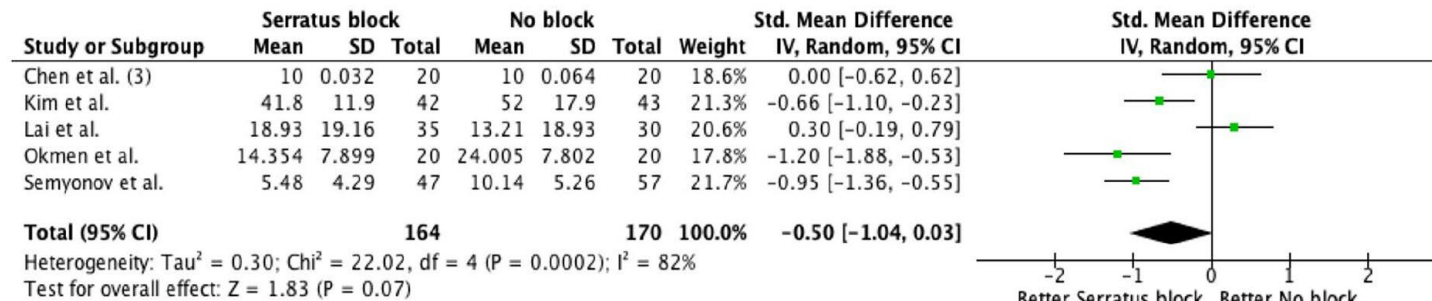 Serratus block No block Std. Mean Difference Std. Mean Difference
Study or Subgroup Mean SD Total Mean SD Total Weight IV, Random, 95% CI IV, Random, 95% CI
Chen et al. (3) 10 0.032 20 10 0.064 20 18.6% 0.00 [-0.62, 0.62]
Kim et al. 41.8 11.9 42 52 17.9 43 21.3% -0.66 [-1.10, -0.23]
Lai et al. 18.93 19.16 35 13.21 18.93 30 20.6% 0.30 [-0.19, 0.79]
Okmen et al. 14.354 7.899 20 24.005 7.802 20 17.8% -1.20 [-1.88, -0.53]
Semyonov et al. 5.48 4.29 47 10.14 5.26 57 21.7% -0.95 [-1.36, -0.55]
Total (95% CI) 164 170 100.0% -0.50 [-1.04, 0.03]
Heterogeneity: Tau² = 0.30; Chi² = 22.02, df = 4 (P = 0.0002); I² = 82%
Test for overall effect: Z = 1.83 (P = 0.07)
-2 -1 0 1 2
Better Serratus block Better No block